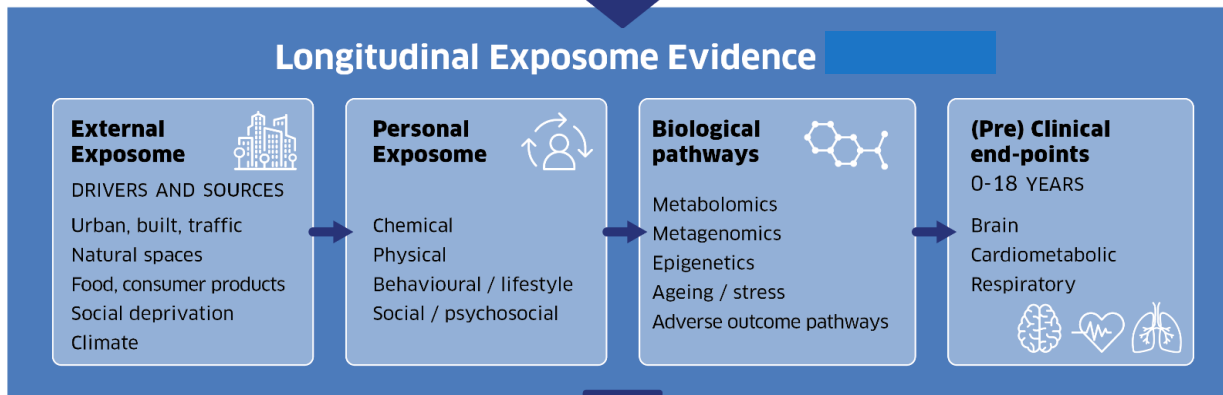 Longitudinal Exposome Evidence
External
Exposome
DRIVERS AND SOURCES
Urban, built, traffic
Natural spaces
Food, consumer products
Social deprivation
Climate
Personal
Exposome
Chemical
Physical
Behavioural / lifestyle
Social / psychosocial
Biological
pathways
Metabolomics
Metagenomics
Epigenetics
Ageing / stress
Adverse outcome pathways
(Pre) Clinical
end-points
0-18 YEARS
Brain
Cardiometabolic
Respiratory